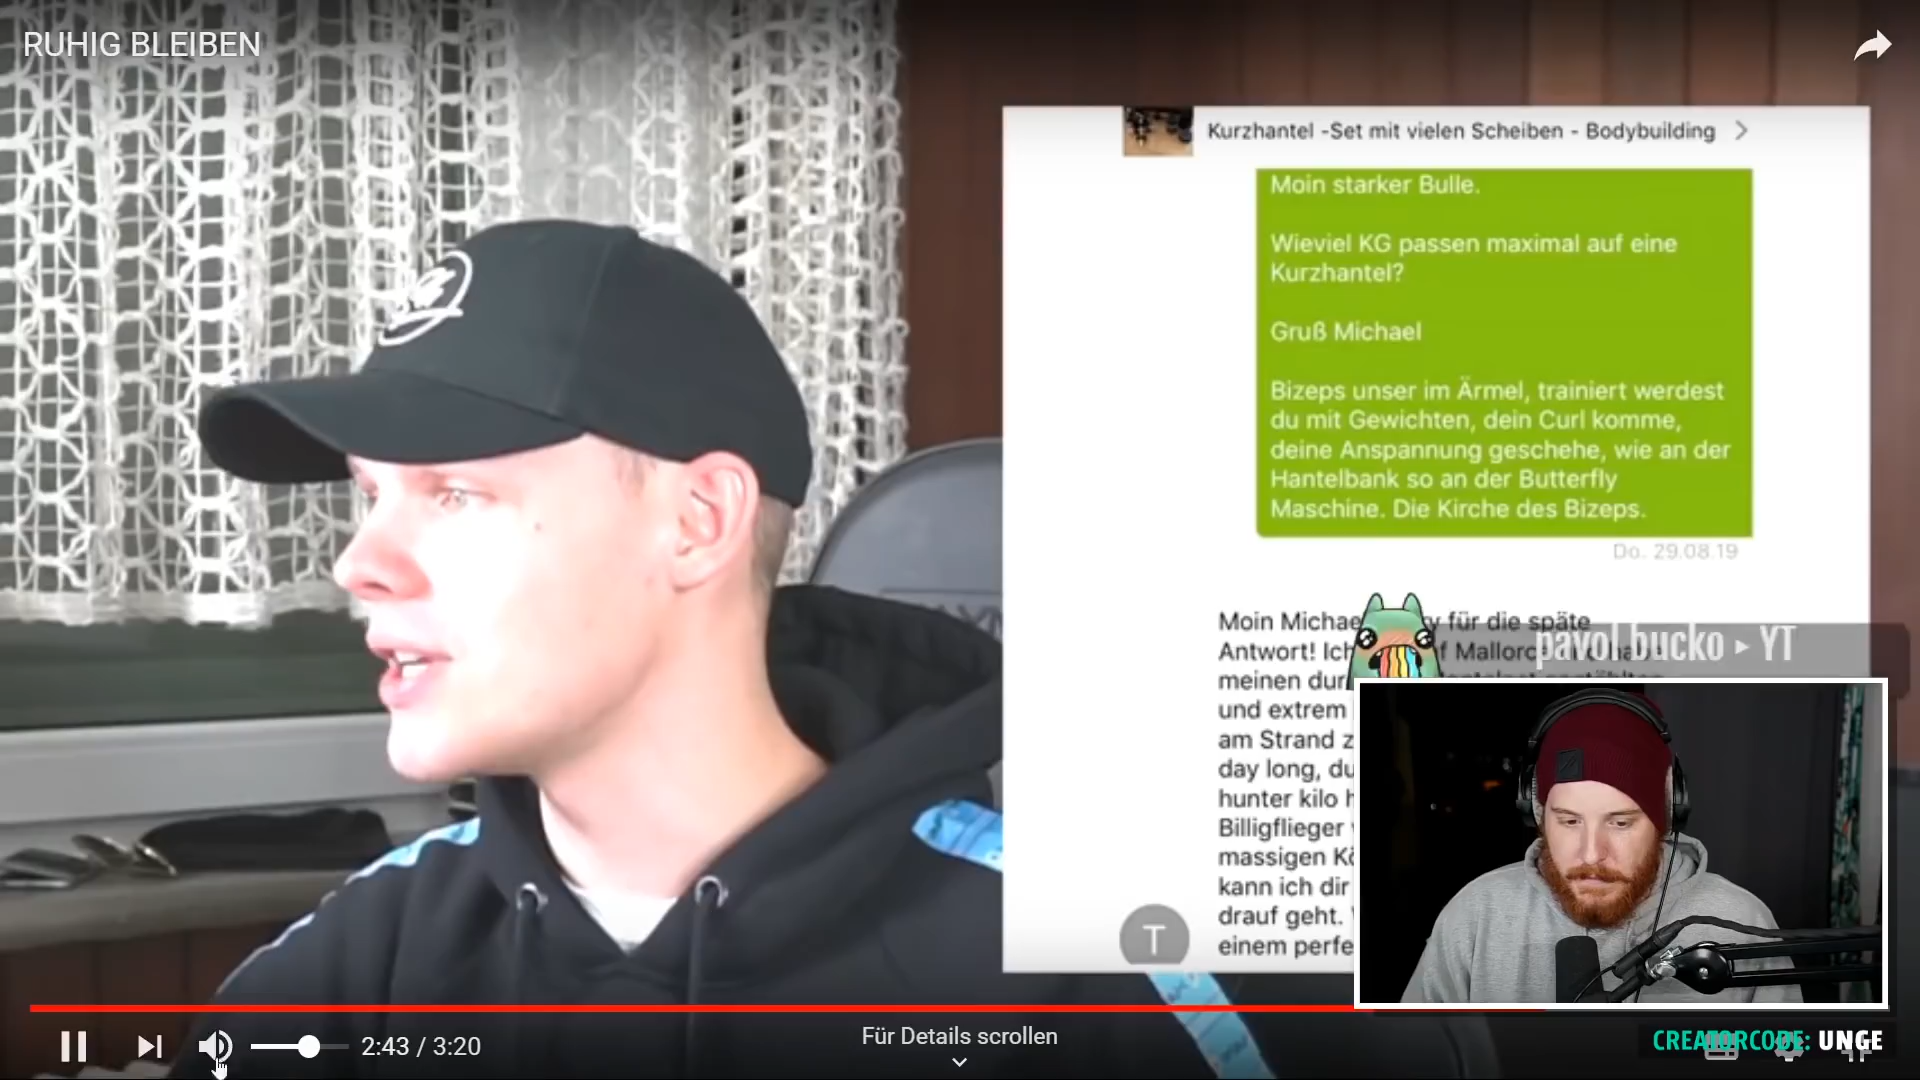 RUHIG BLEIBEN
Kurzhantel -Set mit vielen Scheiben - Bodybuilding
Moin starker Bulle.
Wieviel KG passen maximal auf eine
Kurzhantel?
Gruß Michael
Bizeps unser im Ärmel, trainiert werdest
du mit Gewichten, dein Curl komme,
deine Anspannung geschehe, wie an der
Hantelbank so an der Butterfly
Maschine. Die Kirche des Bizeps.
Do. 29.08.19
Moin für die späte
Antwort! Ich
meinen
und extrem
am Strand
day long,
hunter kilo
Billigflieger
massigen
kann ich dir
drauf geht.
einem
T
pavol.bucko ▸ YT
2:43 / 3:20
Für Details scrollen
CREATORCODE: UNGE